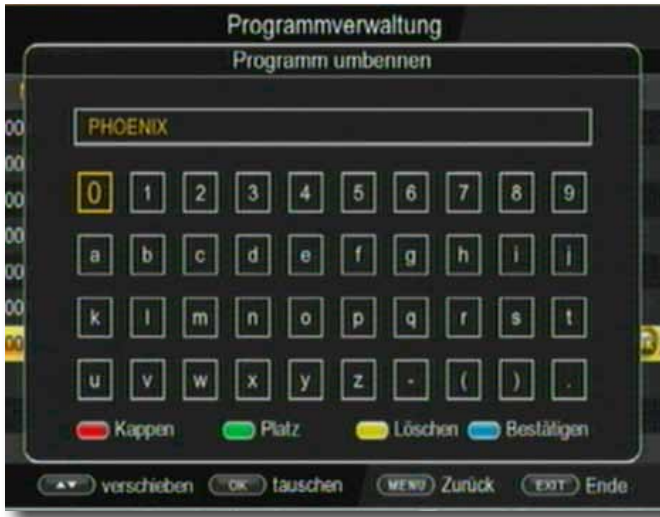 Programmverwaltung
Programm umbennen
PHOENIX
0 1 2 3 4 5 6 7 8 9
a b c d e f g h i j
k l m n o p q r s t
u v w x y z - ( ) .
Kappen Platz Löschen Bestätigen
verschieben OK tauschen MENU Zurück EXIT Ende